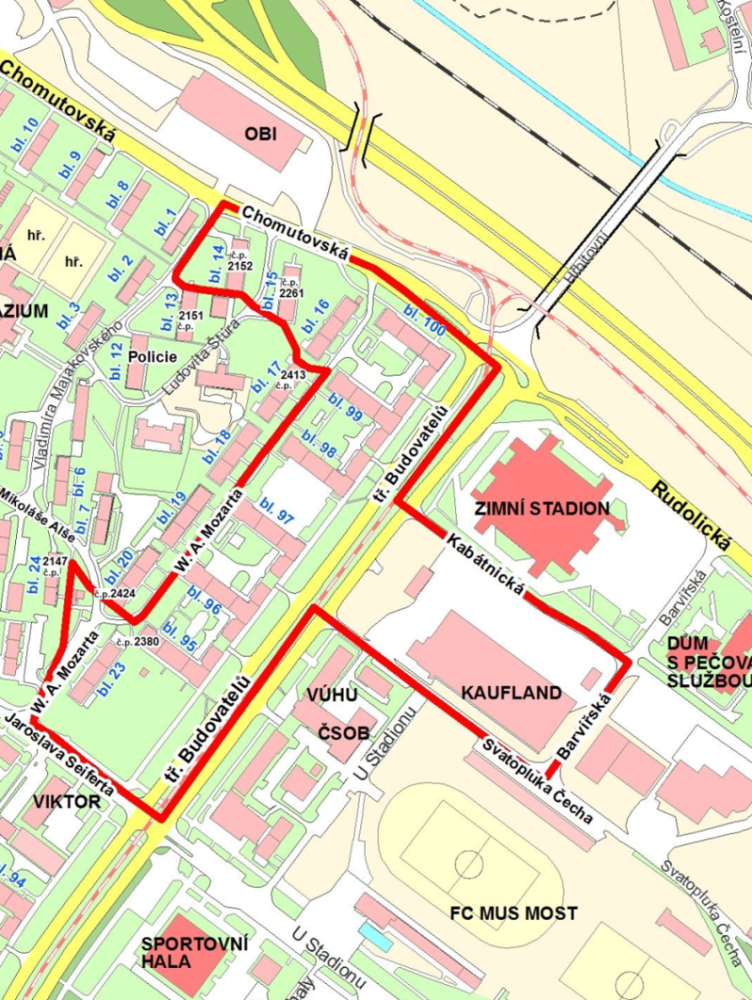 Kostelní
Chomutovská
OBI
bl. 10
bl. 9
bl. 8
bl. 1
Chomutovská
hř.
hř.
bl. 2
bl. 14
č.p.
2152
bl. 15
č.p.
2261
Hřbitovní
bl. 3
bl. 13
2151
č.p.
bl. 16
bl. 100
Vladimíra Majakovského
bl. 12
Policie
Ludovíta Štúra
bl. 17
2413
č.p.
bl. 99
bl. 18
bl. 98
tř. Budovatelů
bl. 6
bl. 7
Mikoláše Alše
bl. 19
W. A. Mozarta
bl. 97
ZIMNÍ STADION
Rudolická
Kabátnická
Barvířská
bl. 24
2147
č.p.
bl. 20
č.p.2424
bl. 96
bl. 95
č.p. 2380
bl. 23
W. A. Mozarta
DŮM
S PEČOVA
SLUŽBOU
VÚHU
ČSOB
KAUFLAND
tř. Budovatelů
U Stadionu
Barvířská
Jaroslava Seiferta
Svatopluka Čecha
VIKTOR
bl. 94
Svatopluka Čecha
FC MUS MOST
SPORTOVNÍ
HALA
U Stadionu